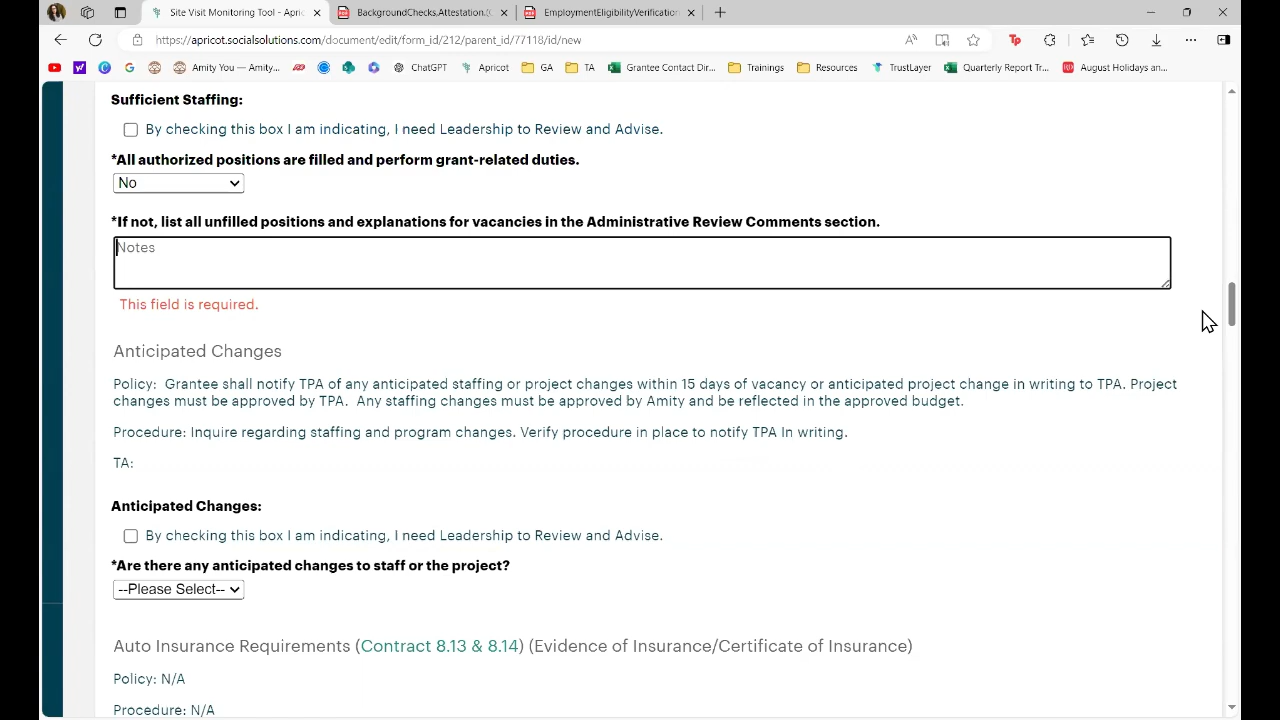 Site Visit Monitoring Tool - Apric
BackgroundChecks.Attestation.(
EmploymentEligibilityVerification
https://apricot.socialsolutions.com/document/edit/form_id/212/parent_id/77118/id/new
Amity You — Amity...
ChatGPT
Apricot
GA
TA
Grantee Contact Dir...
Trainings
Resources
TrustLayer
Quarterly Report Tr...
August Holidays an...
Sufficient Staffing:
By checking this box I am indicating, I need Leadership to Review and Advise.
*All authorized positions are filled and perform grant-related duties.
No
*If not, list all unfilled positions and explanations for vacancies in the Administrative Review Comments section.
Notes
This field is required.
Anticipated Changes
Policy: Grantee shall notify TPA of any anticipated staffing or project changes within 15 days of vacancy or anticipated project change in writing to TPA. Project
changes must be approved by TPA. Any staffing changes must be approved by Amity and be reflected in the approved budget.
Procedure: Inquire regarding staffing and program changes. Verify procedure in place to notify TPA In writing.
TA:
Anticipated Changes:
By checking this box I am indicating, I need Leadership to Review and Advise.
*Are there any anticipated changes to staff or the project?
--Please Select--
Auto Insurance Requirements (Contract 8.13 & 8.14) (Evidence of Insurance/Certificate of Insurance)
Policy: N/A
Procedure: N/A